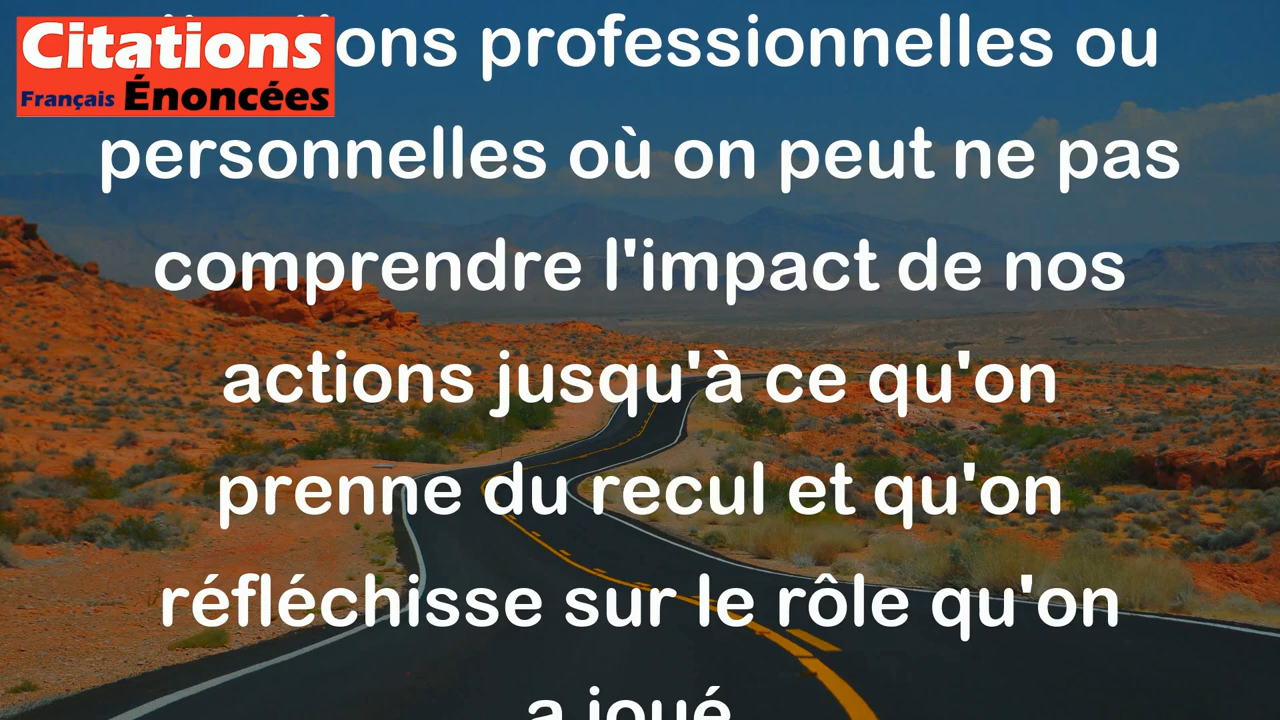 Citations
Français Énoncées
professionnelles ou
personnelles où on peut ne pas
comprendre l'impact de nos
actions jusqu'à ce qu'on
prenne du recul et qu'on
réfléchisse sur le rôle qu'on
a joué